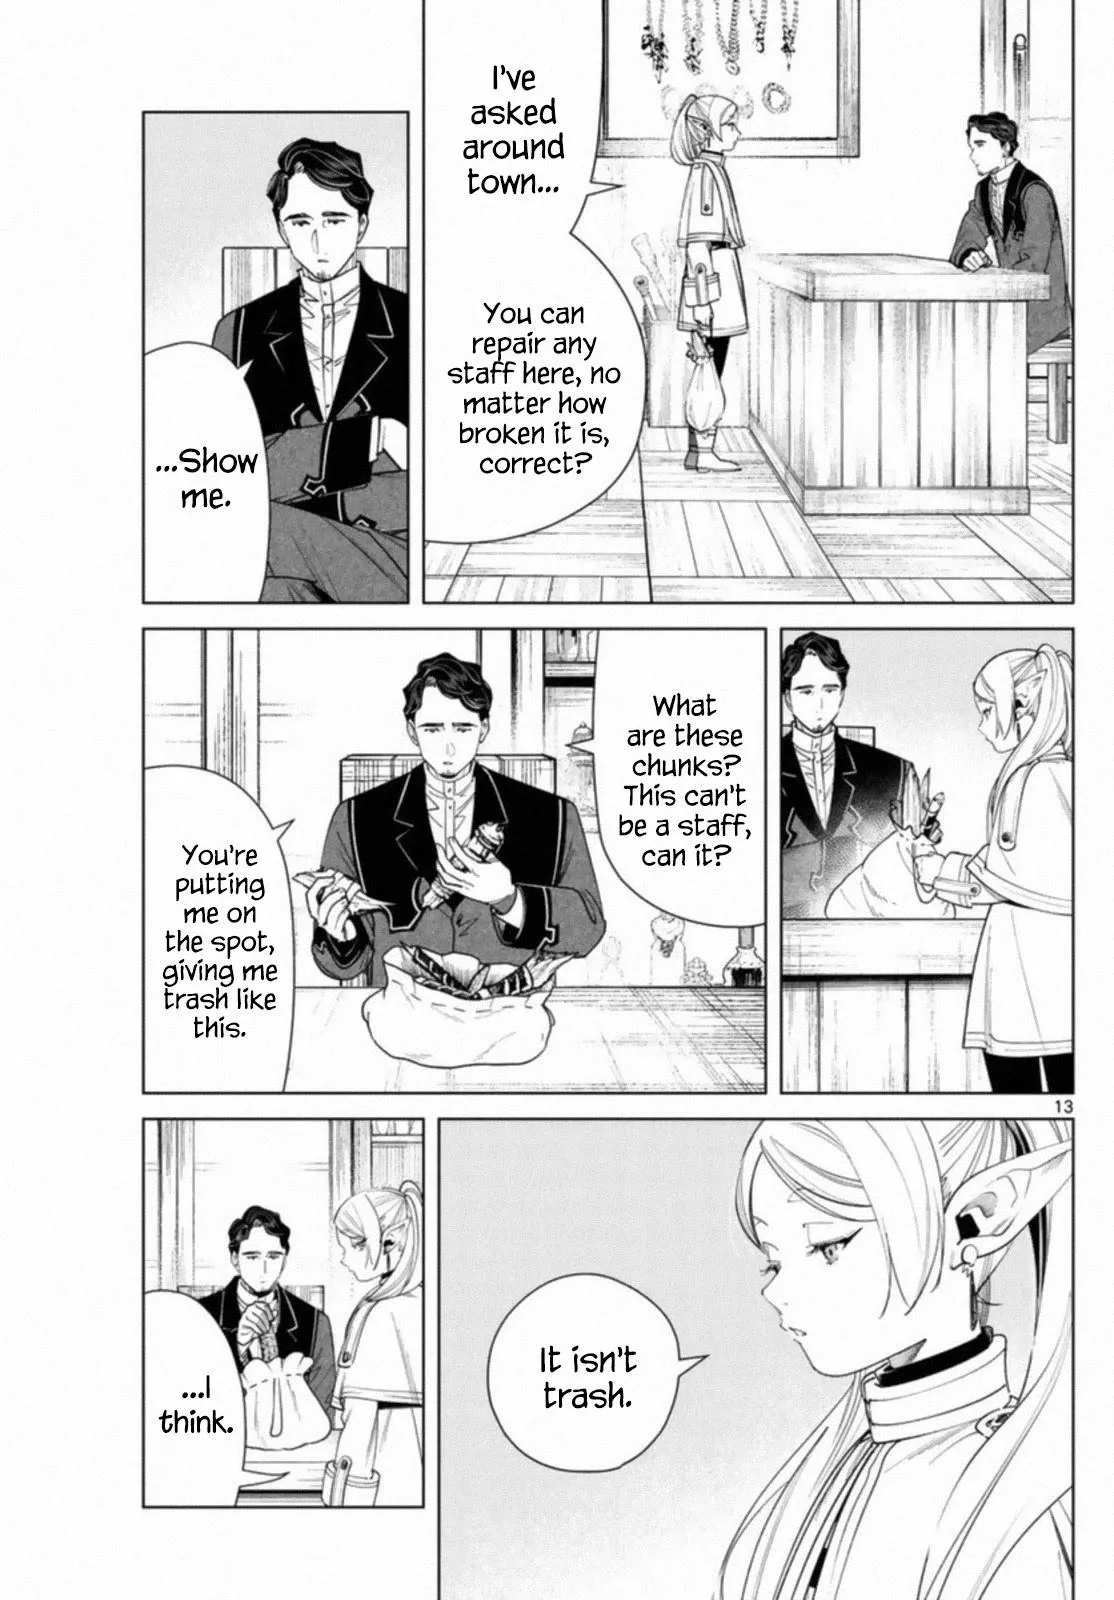 I've
asked
around
town...
You can
repair any
staff here, no
matter how
broken it is,
correct?
...Show
me.
What
are these
chunks?
This can't
be a staff,
can it?
You're
putting
me on
the spot,
giving me
trash like
this.
13
It isn't
trash.
...I
think.